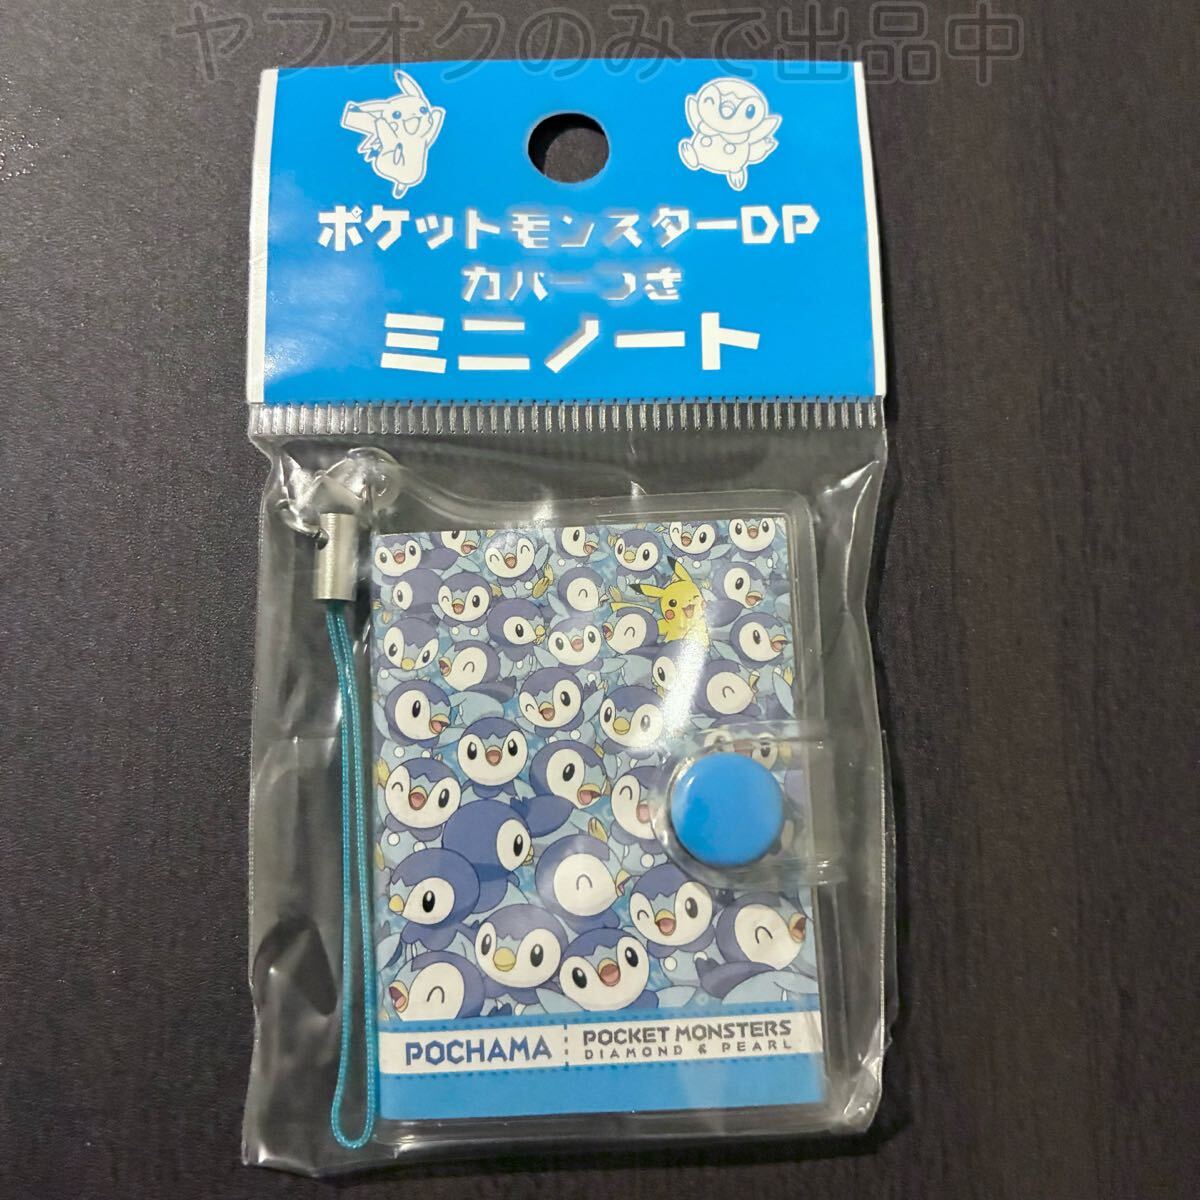 ヤフオクのみで出品中
ポケットモンスターDP
カバーつき
ミニノート
POCHAMA
POCKET MONSTERS
DIAMOND & PEARL